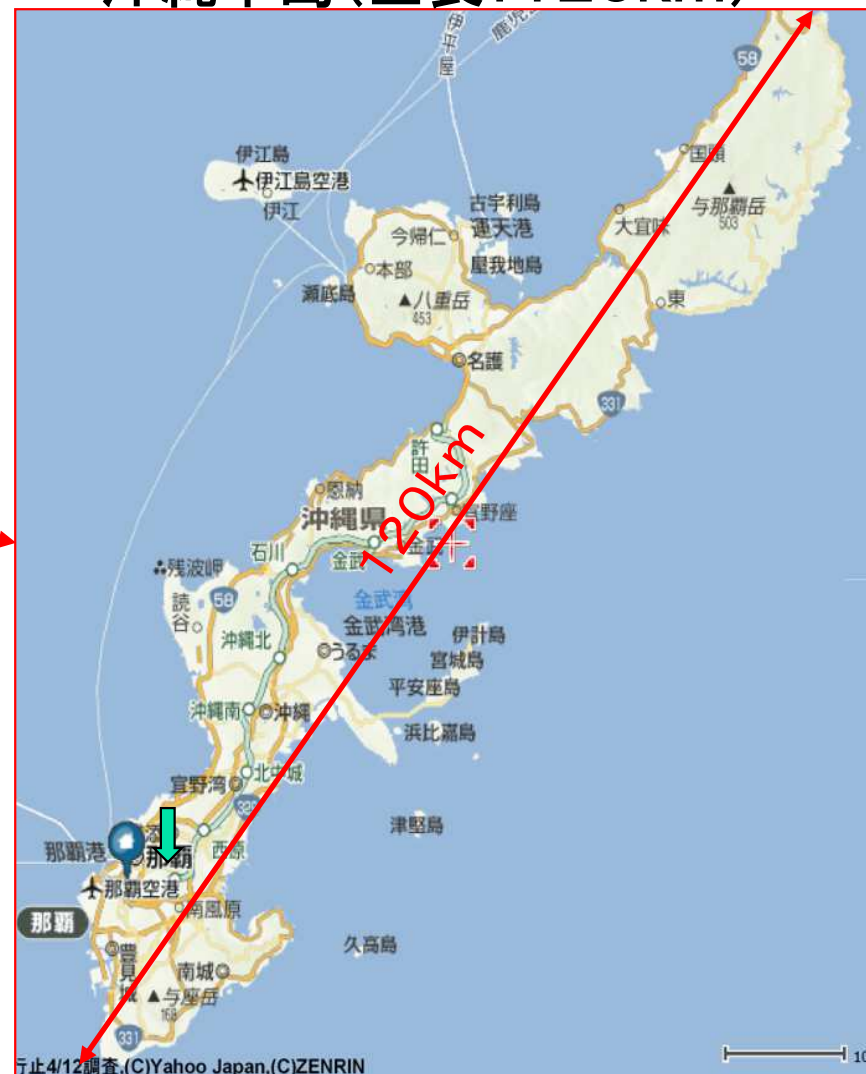 伊平屋
58
国頭
伊江島
伊江島空港
伊江
与那覇岳
503
古宇利島
運天港
大宜味
今帰仁
本部
屋我地島
瀬底島
八重岳
453
東
名護
331
120km
許田
恩納
沖縄県
宜野座
石川
金武
金武
残波岬
58
読谷
金武湾
金武湾港
伊計島
沖縄北
うるま
宮城島
平安座島
沖縄南
沖縄
浜比嘉島
北中城
宜野湾
津堅島
那覇港
那覇
西原
那覇空港
南風原
那覇
久高島
豊見城
南城
与座岳
168
331
行止4/12調査,(C)Yahoo Japan,(C)ZENRIN